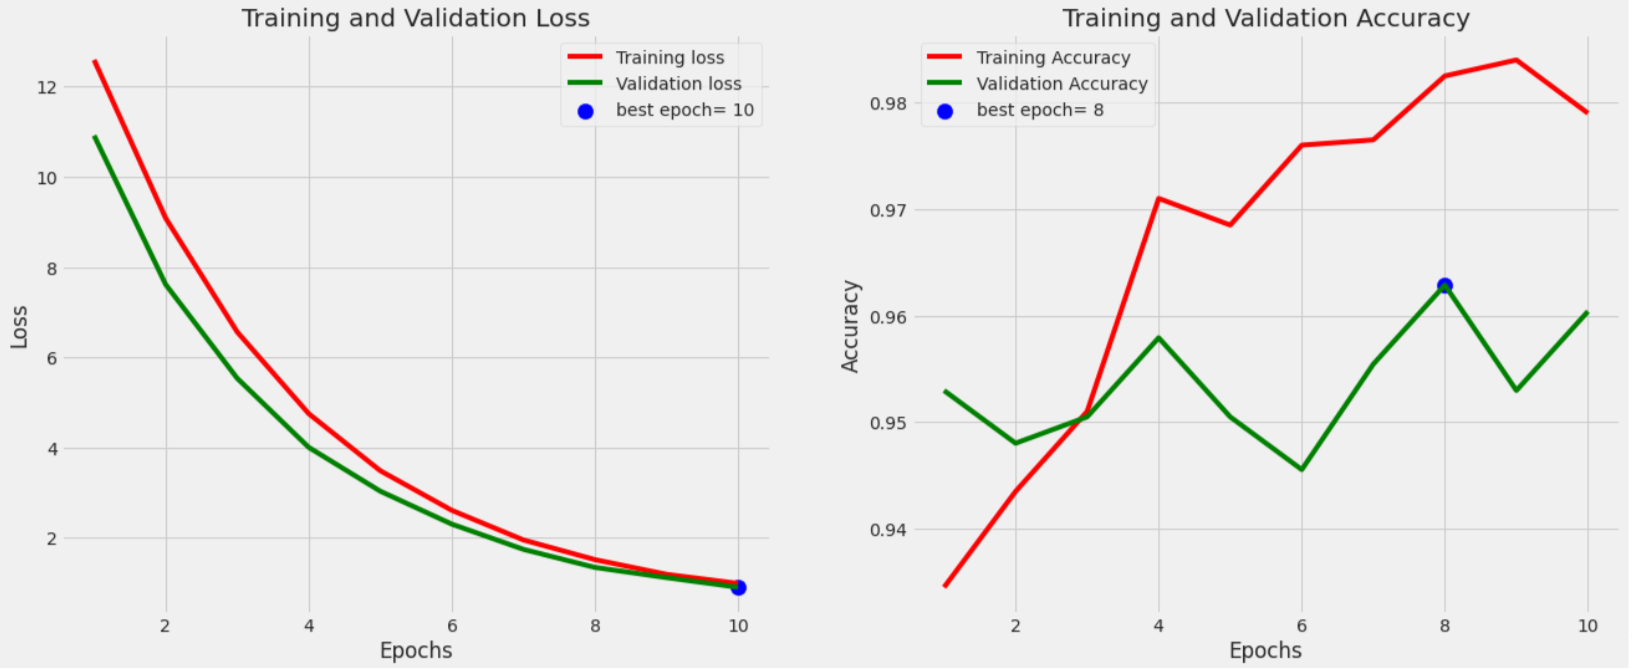 Training and Validation Loss
Training loss
Validation loss
best epoch= 10
12
10
8
6
4
2
Loss
2
4
6
8
10
Epochs
Training and Validation Accuracy
Training Accuracy
Validation Accuracy
best epoch= 8
0.98
0.97
0.96
0.95
0.94
Accuracy
2
4
6
8
10
Epochs